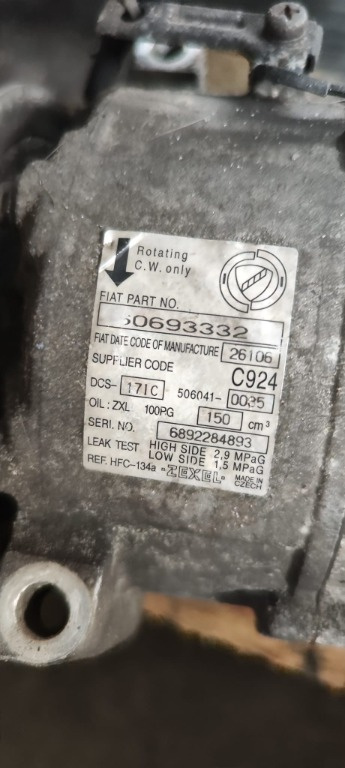 Rotating
C.W. only
FIAT PART NO.
60693332
FIAT DATE CODE OF MANUFACTURE 26106
SUPPLIER CODE C924
DCS- 17IC 506041- 0035
OIL: ZXL 100PG 150 cm³
SERI. NO. 6892284893
LEAK TEST HIGH SIDE 2,9 MPaG
LOW SIDE 1,5 MPaG
REF. HFC-134a "ZEXEL" MADE IN CZECH